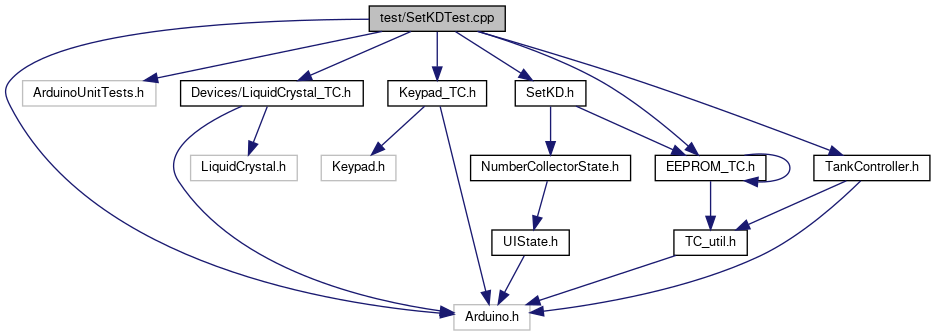 test/SetKDTest.cpp
ArduinoUnitTests.h
Devices/LiquidCrystal_TC.h
Keypad_TC.h
SetKD.h
LiquidCrystal.h
Keypad.h
NumberCollectorState.h
EEPROM_TC.h
TankController.h
UIState.h
TC_util.h
Arduino.h